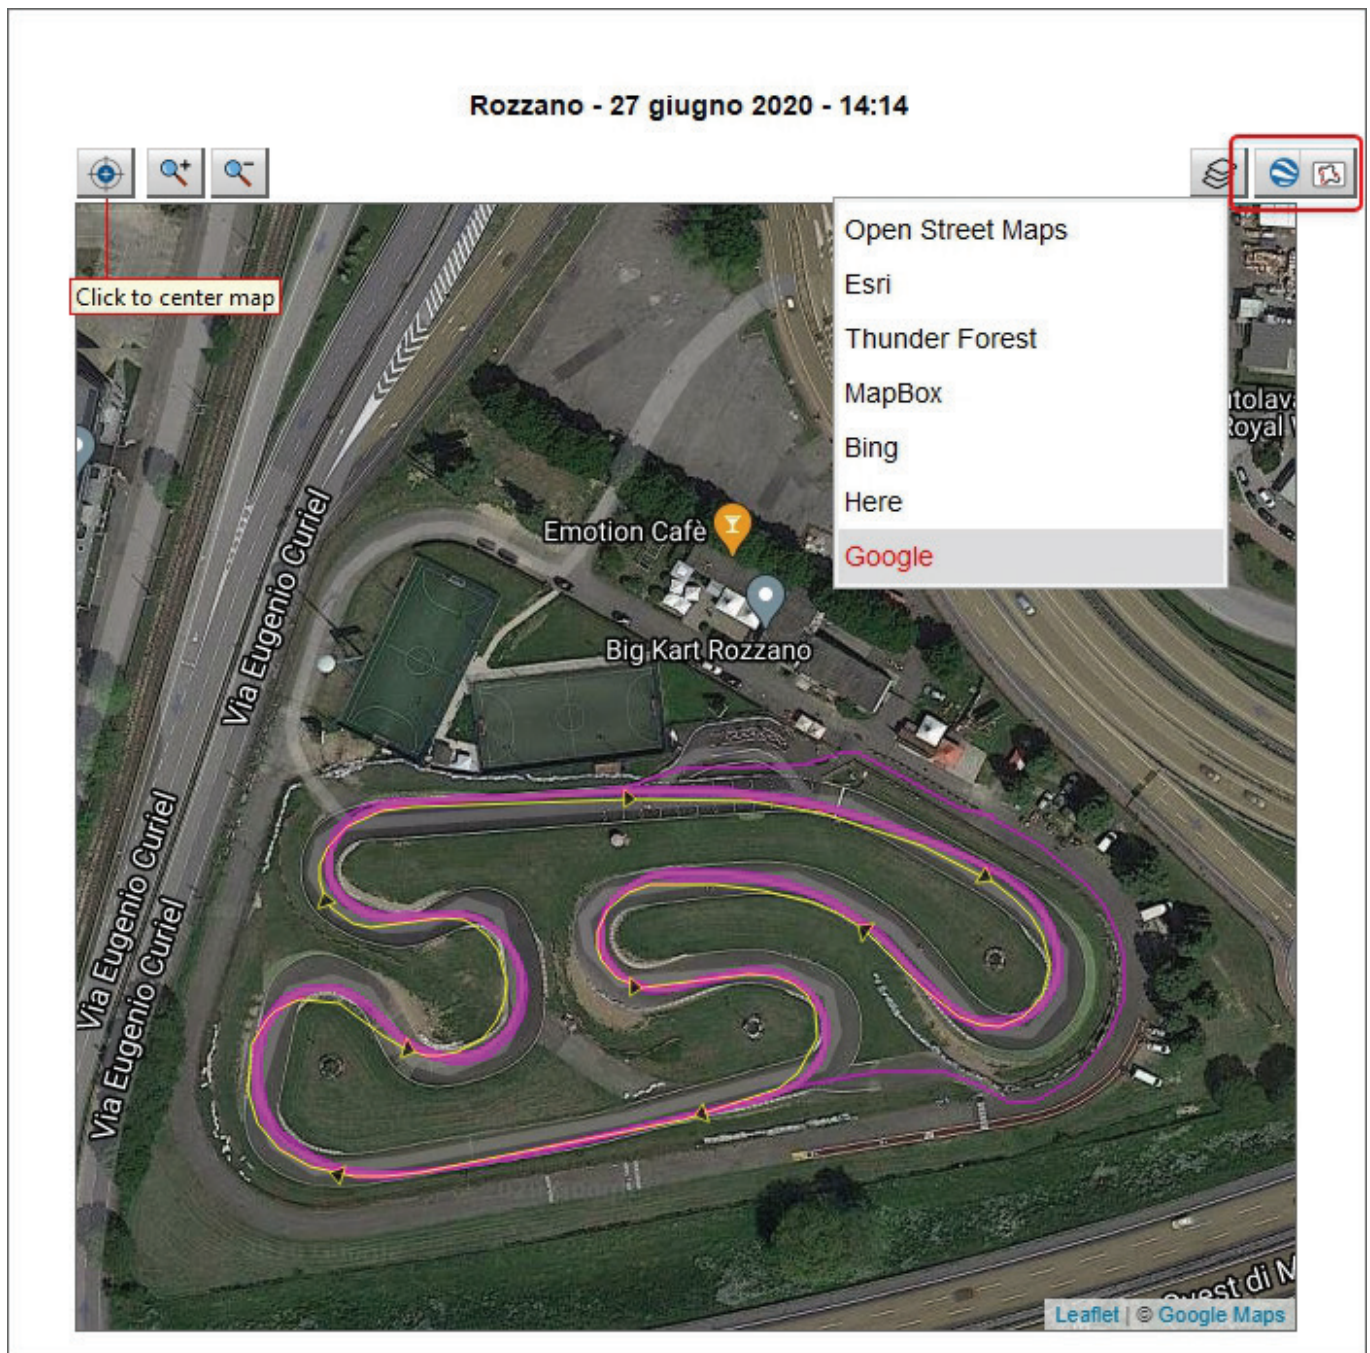 Rozzano - 27 giugno 2020 - 14:14
Click to center map
Open Street Maps
Esri
Thunder Forest
MapBox
Bing
Here
Google
Emotion Cafè
Big Kart Rozzano
Via Eugenio Curiel
Via Eugenio Curiel
Via Eugenio Curiel
Leaflet | © Google Maps